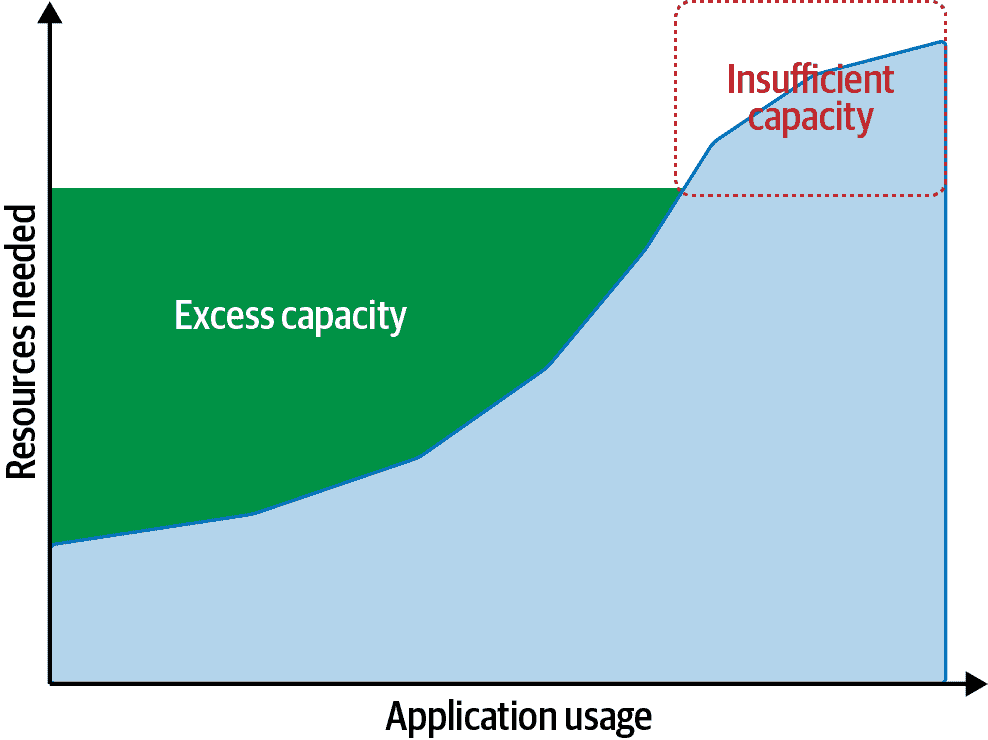 Insufficient
capacity
Excess capacity
Resources needed
Application usage